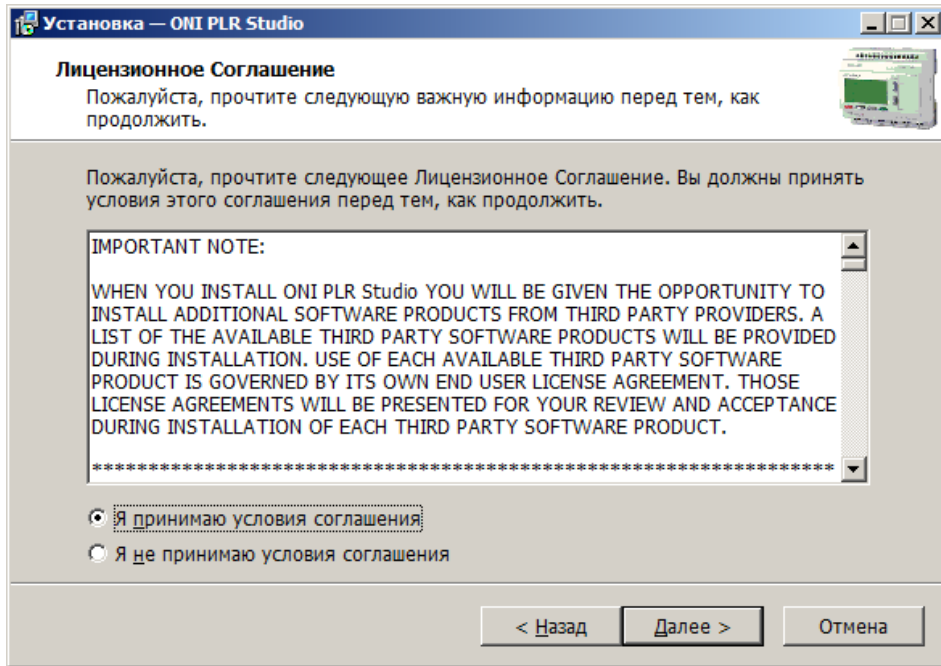 Установка — ONI PLR Studio
Лицензионное Соглашение
Пожалуйста, прочтите следующую важную информацию перед тем, как
продолжить.
Пожалуйста, прочтите следующее Лицензионное Соглашение. Вы должны принять
условия этого соглашения перед тем, как продолжить.
IMPORTANT NOTE:
WHEN YOU INSTALL ONI PLR Studio YOU WILL BE GIVEN THE OPPORTUNITY TO
INSTALL ADDITIONAL SOFTWARE PRODUCTS FROM THIRD PARTY PROVIDERS. A
LIST OF THE AVAILABLE THIRD PARTY SOFTWARE PRODUCTS WILL BE PROVIDED
DURING INSTALLATION. USE OF EACH AVAILABLE THIRD PARTY SOFTWARE
PRODUCT IS GOVERNED BY ITS OWN END USER LICENSE AGREEMENT. THOSE
LICENSE AGREEMENTS WILL BE PRESENTED FOR YOUR REVIEW AND ACCEPTANCE
DURING INSTALLATION OF EACH THIRD PARTY SOFTWARE PRODUCT.
******************************************************************
Я принимаю условия соглашения
Я не принимаю условия соглашения
< Назад
Далее >
Отмена